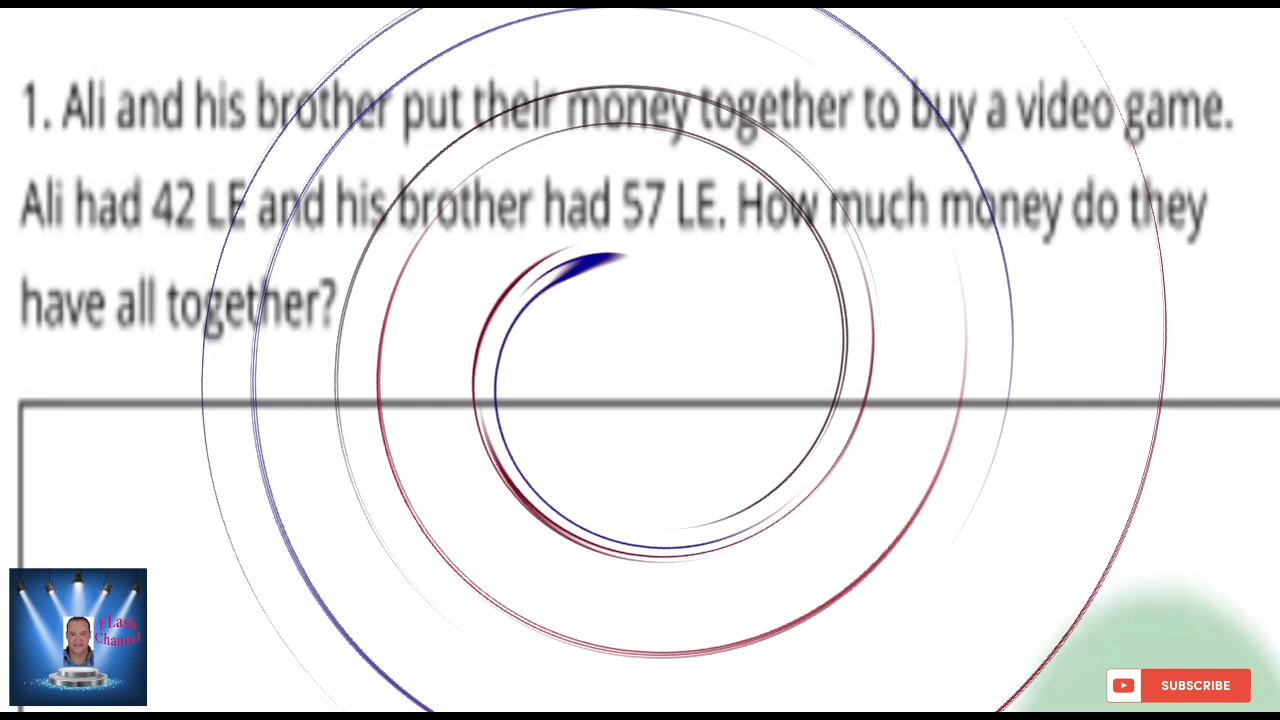 1. Ali and his brother put their money together to buy a video game.
Ali had 42 LE and his brother had 57 LE. How much money do they
have all together?
FLash
Channel
SUBSCRIBE